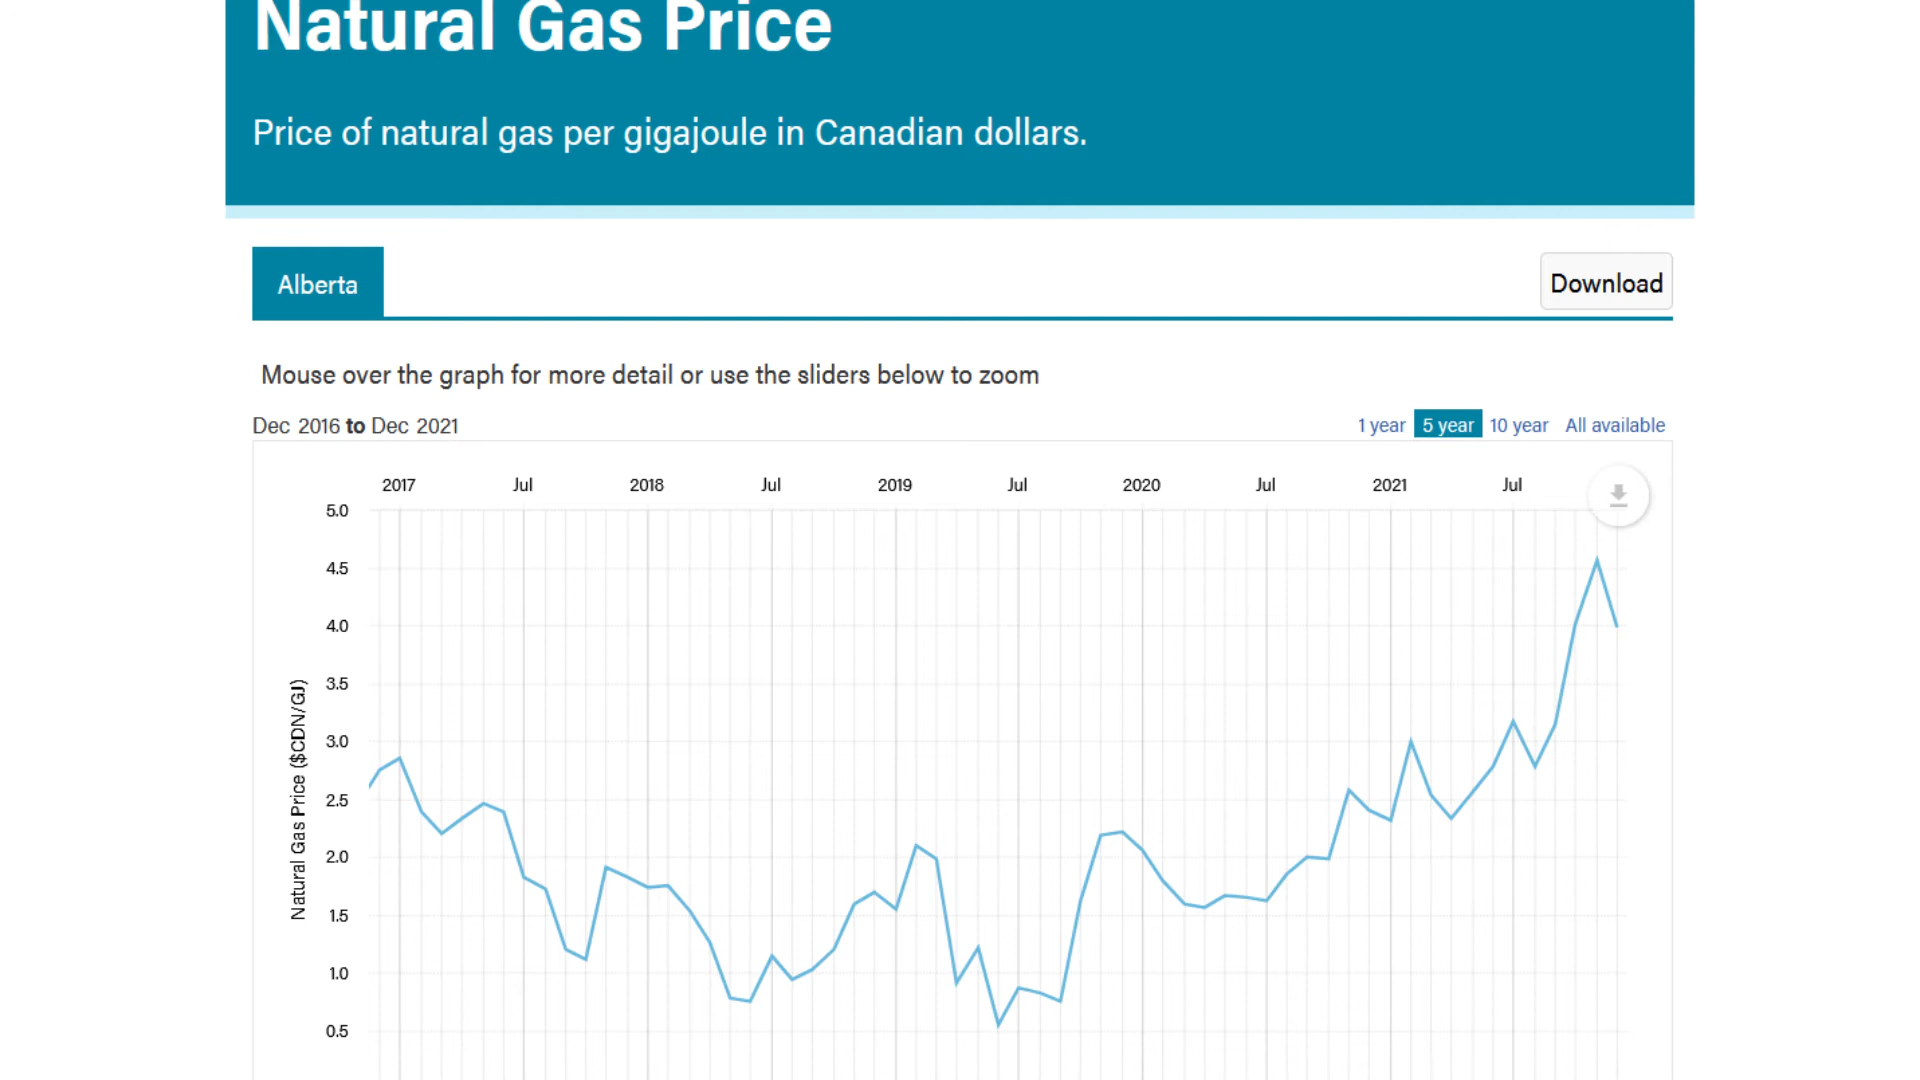 Natural Gas Price
Price of natural gas per gigajoule in Canadian dollars.
Alberta
Download
Mouse over the graph for more detail or use the sliders below to zoom
Dec 2016 to Dec 2021
1 year 5 year 10 year All available
2017 Jul 2018 Jul 2019 Jul 2020 Jul 2021 Jul
5.0
4.5
4.0
3.5
3.0
2.5
2.0
1.5
1.0
0.5
Natural Gas Price ($CDN/GJ)